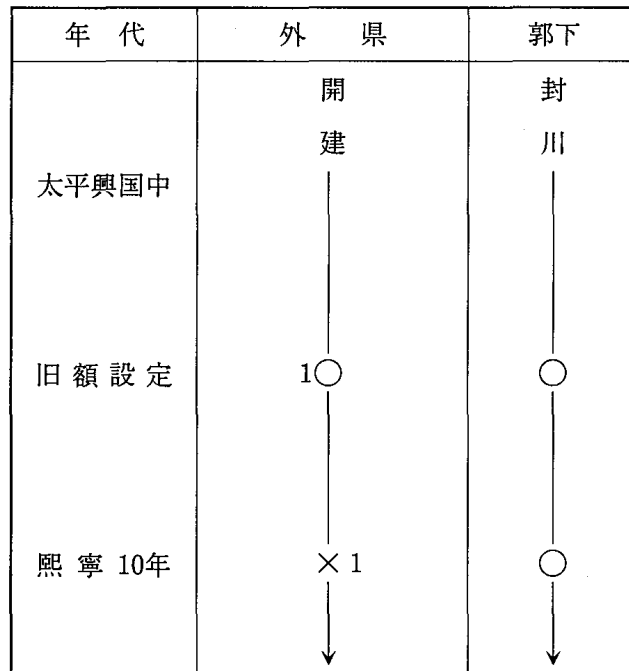 年代 外県 郭下
開建 封川
太平興国中
旧額設定 1○ ○
熙寧10年 ×1 ○